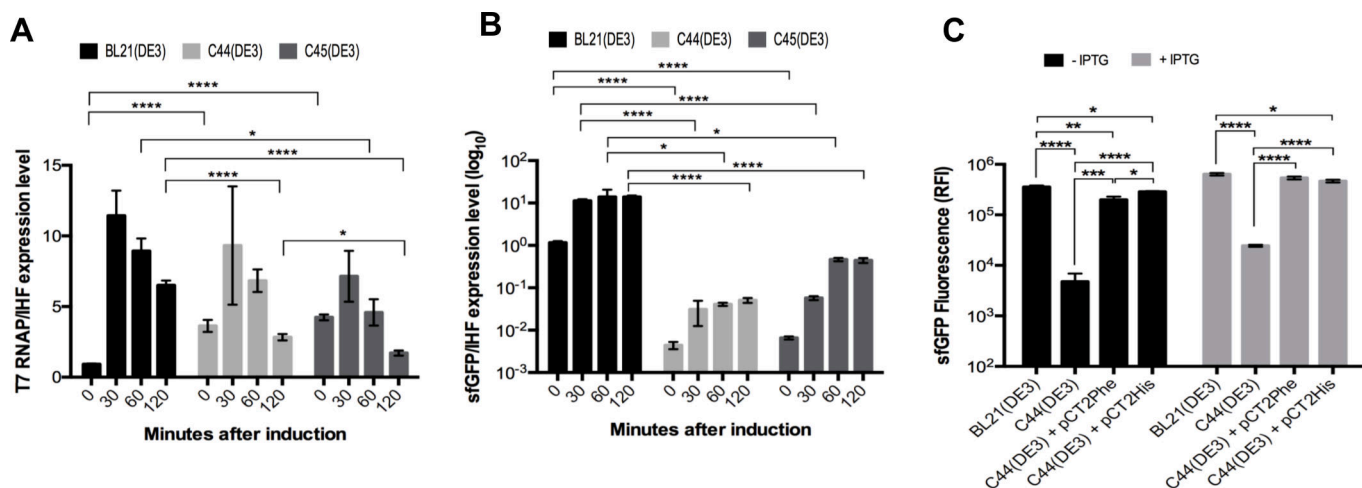 A
BL21(DE3) C44(DE3) C45(DE3)
****
****
*
****
****
*
T7 RNAP/IHF expression level
15
10
5
0
0 30 60 120 0 30 60 120 0 30 60 120
Minutes after induction
B
BL21(DE3) C44(DE3) C45(DE3)
****
****
****
****
*
*
****
****
sfGFP/IHF expression level (log10)
10^2
10^1
10^0
10^-1
10^-2
10^-3
0 30 60 120 0 30 60 120 0 30 60 120
Minutes after induction
C
- IPTG + IPTG
* *
** ****
**** **** ****
*** * ****
sfGFP Fluorescence (RFI)
10^6
10^5
10^4
10^3
10^2
BL21(DE3)
C44(DE3)
C44(DE3) + pCT2Phe
C44(DE3) + pCT2His
BL21(DE3)
C44(DE3)
C44(DE3) + pCT2Phe
C44(DE3) + pCT2His